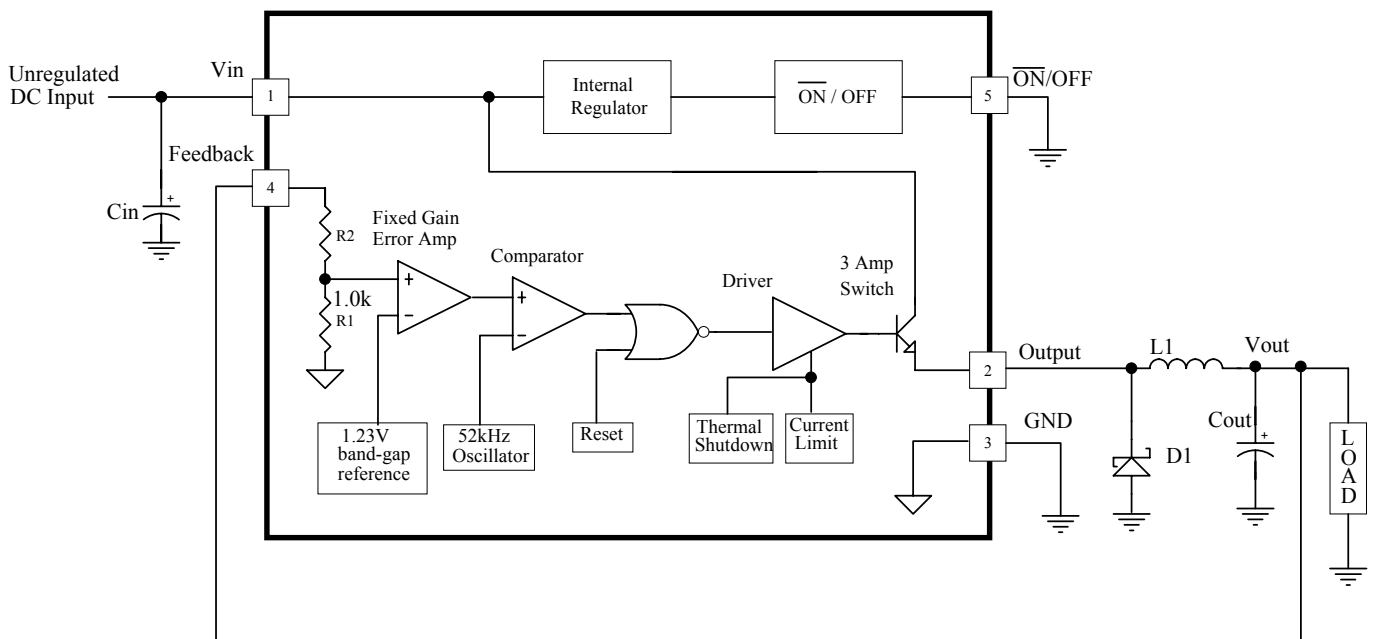 Unregulated
DC Input
Vin
1
Internal
Regulator
ON / OFF
5
ON/OFF
Feedback
4
Cin
+
R2
Fixed Gain
Error Amp
Comparator
Driver
3 Amp
Switch
1.0k
R1
+
−
+
−
2
Output
L1
Vout
1.23V
band-gap
reference
52kHz
Oscillator
Reset
Thermal
Shutdown
Current
Limit
3
GND
D1
Cout
+
LOAD